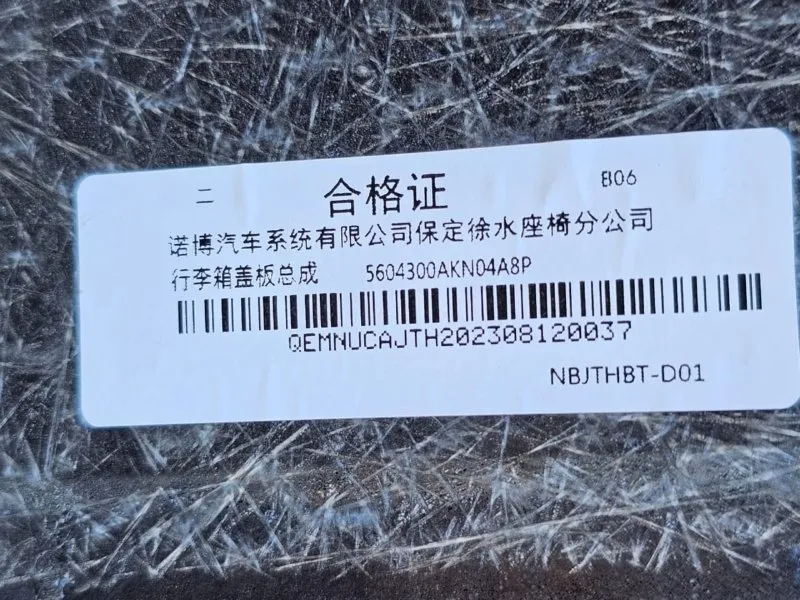 二 合格证 B06
诺博汽车系统有限公司保定徐水座椅分公司
行李箱盖板总成 5604300AKN04A8P
QEMNUCAJTH202308120037
NBJTHBT-D01